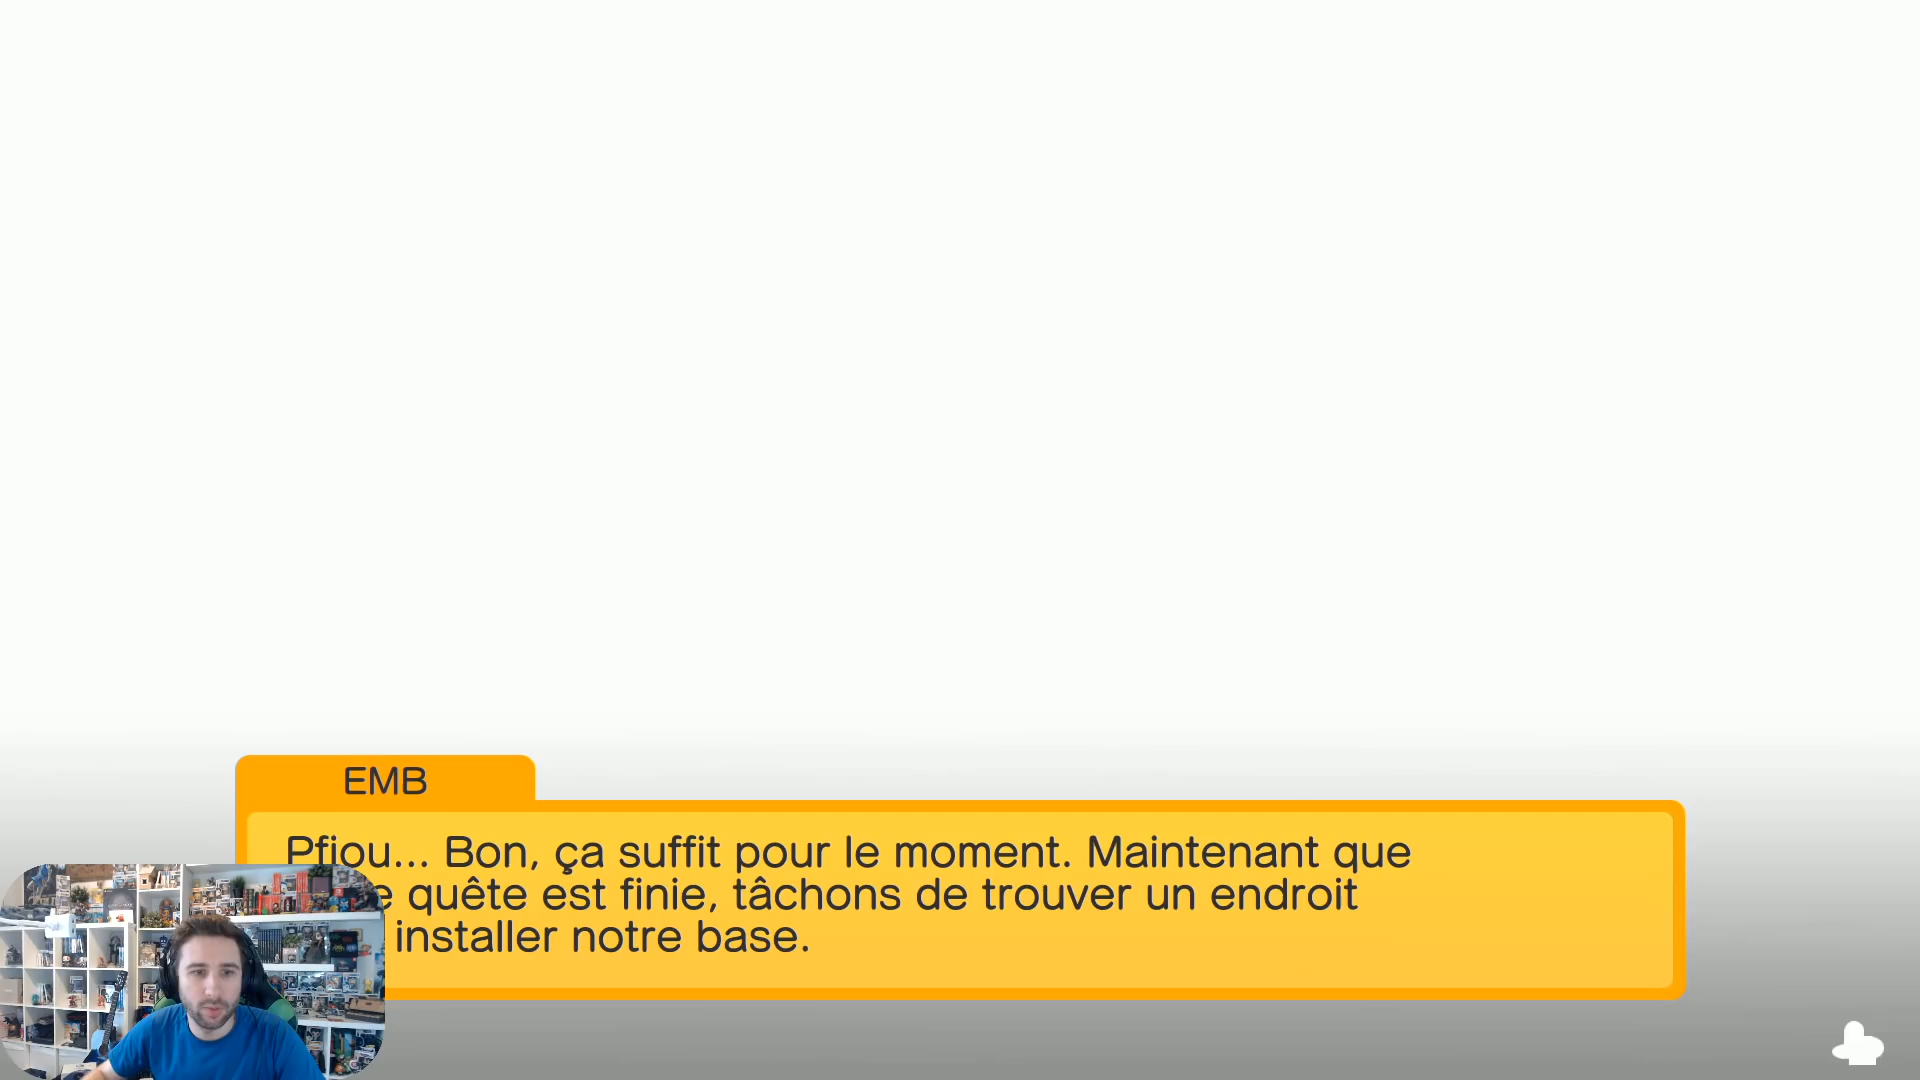 EMB
Pfiou... Bon, ça suffit pour le moment. Maintenant que
quête est finie, tâchons de trouver un endroit
installer notre base.